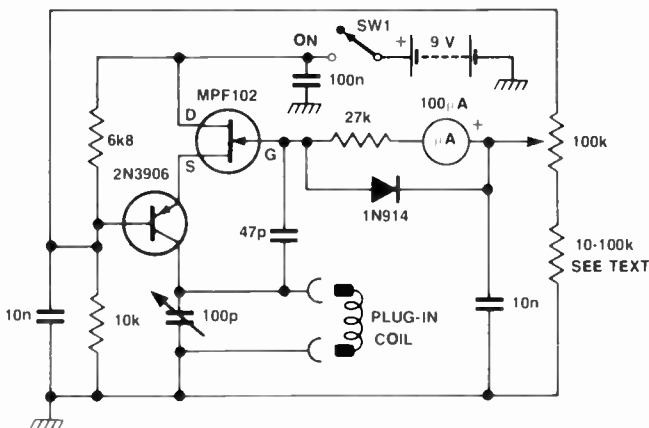 SW1
ON
+ 9 V
100n
MPF102
D
S
G
6k8
27k
100µA
µA
+
100k
2N3906
1N914
47p
10-100k
SEE TEXT
10n
10k
100p
PLUG-IN
COIL
10n